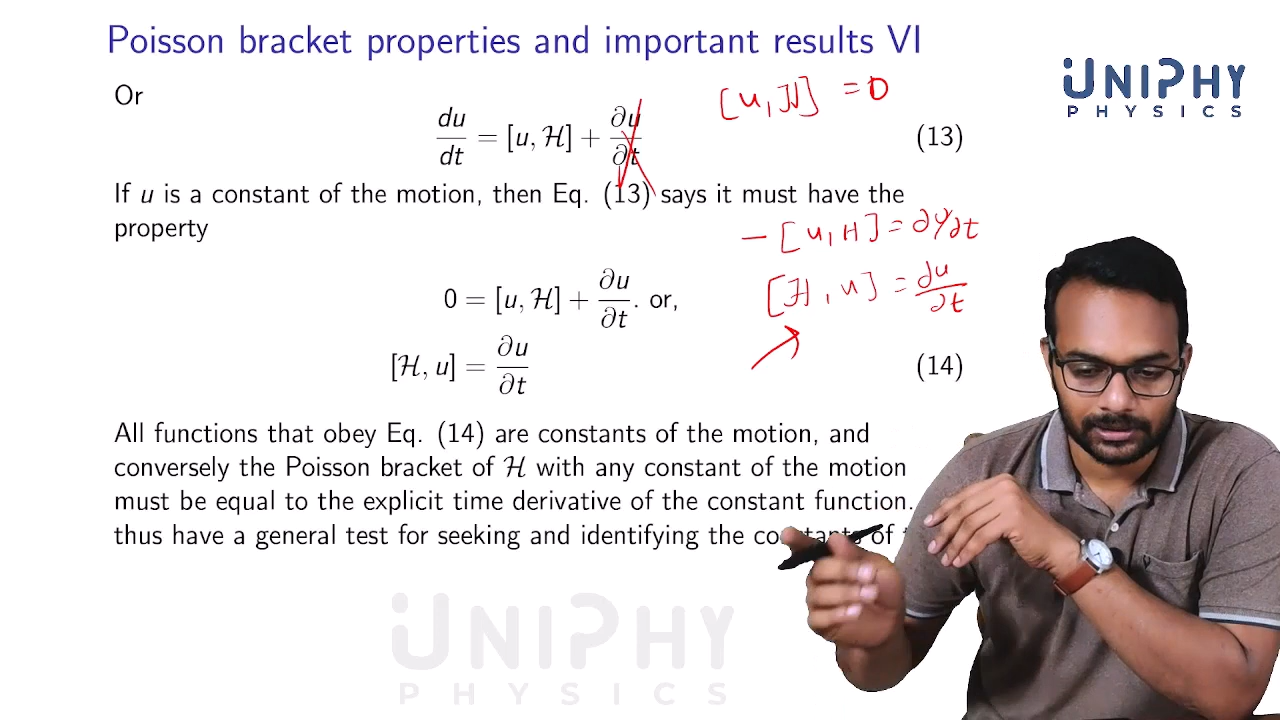 Poisson bracket properties and important results VI
UNIPHY
PHYSICS
Or
du/dt = [u, ℋ] + ∂u/∂t (13)
[u, ℋ] = 0
If u is a constant of the motion, then Eq. (13) says it must have the
property
− [u, H] = ∂u/∂t
[ℋ, u] = ∂u/∂t
0 = [u, ℋ] + ∂u/∂t. or,
[ℋ, u] = ∂u/∂t (14)
All functions that obey Eq. (14) are constants of the motion, and
conversely the Poisson bracket of ℋ with any constant of the motion
must be equal to the explicit time derivative of the constant function.
thus have a general test for seeking and identifying the constants of
UNIPHY
PHYSICS